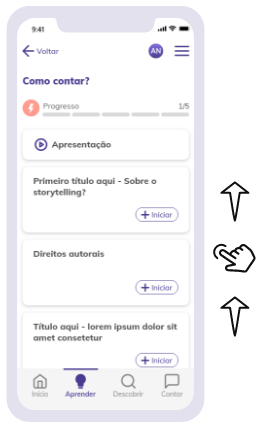 9:41
Voltar
AN
Como contar?
Progresso
1/5
Apresentação
Primeiro título aqui - Sobre o
storytelling?
Iniciar
Direitos autorais
Iniciar
Título aqui - lorem ipsum dolor sit
amet consetetur
Iniciar
Início
Aprender
Descobrir
Contar